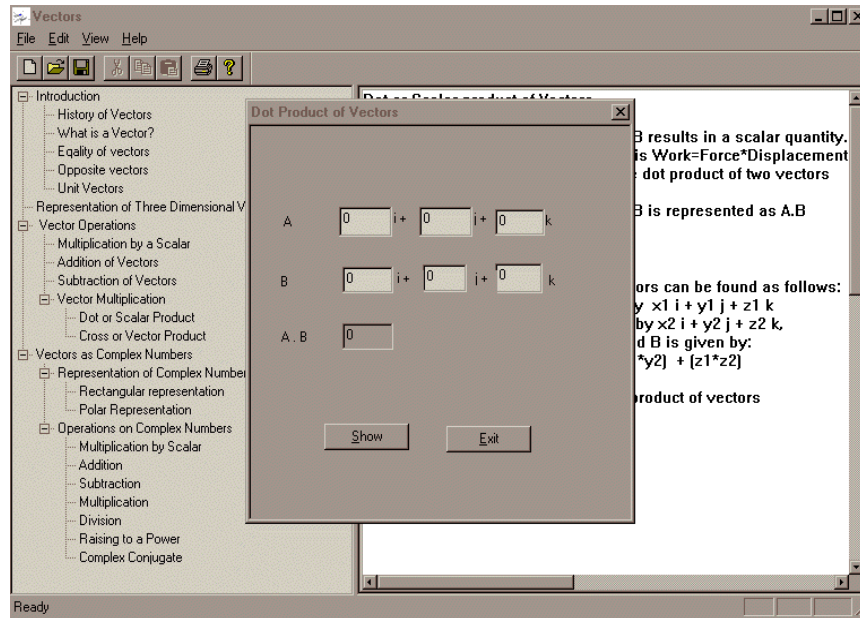 Vectors
File Edit View Help
Introduction
History of Vectors
What is a Vector?
Eqality of vectors
Opposite vectors
Unit Vectors
Representation of Three Dimensional V
Vector Operations
Multiplication by a Scalar
Addition of Vectors
Subtraction of Vectors
Vector Multiplication
Dot or Scalar Product
Cross or Vector Product
Vectors as Complex Numbers
Representation of Complex Number
Rectangular representation
Polar Representation
Operations on Complex Numbers
Multiplication by Scalar
Addition
Subtraction
Multiplication
Division
Raising to a Power
Complex Conjugate
Dot Product of Vectors
A 0 i + 0 i + 0 k
B 0 i + 0 i + 0 k
A . B 0
Show Exit
Dot or Scalar product of Vectors
B results in a scalar quantity.
is Work=Force*Displacement
dot product of two vectors
B is represented as A.B
ors can be found as follows:
y x1 i + y1 j + z1 k
by x2 i + y2 j + z2 k,
d B is given by:
*y2) + (z1*z2)
product of vectors
Ready